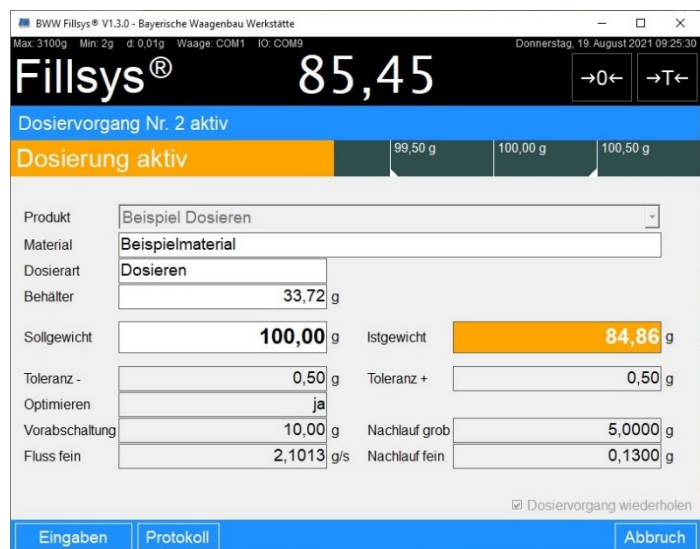 BWW Fillsys® V1.3.0 - Bayerische Waagenbau Werkstätte
Max: 3100g Min: 2g d: 0,01g Waage: COM1 IO: COM9 Donnerstag, 19. August 2021 09:25:30
Fillsys® 85,45 →0← →T←
Dosiervorgang Nr. 2 aktiv
Dosierung aktiv 99,50 g 100,00 g 100,50 g
Produkt Beispiel Dosieren
Material Beispielmaterial
Dosierart Dosieren
Behälter 33,72 g
Sollgewicht 100,00 g Istgewicht 84,86 g
Toleranz - 0,50 g Toleranz + 0,50 g
Optimieren ja
Vorabschaltung 10,00 g Nachlauf grob 5,0000 g
Fluss fein 2,1013 g/s Nachlauf fein 0,1300 g
Dosiervorgang wiederholen
Eingaben Protokoll Abbruch